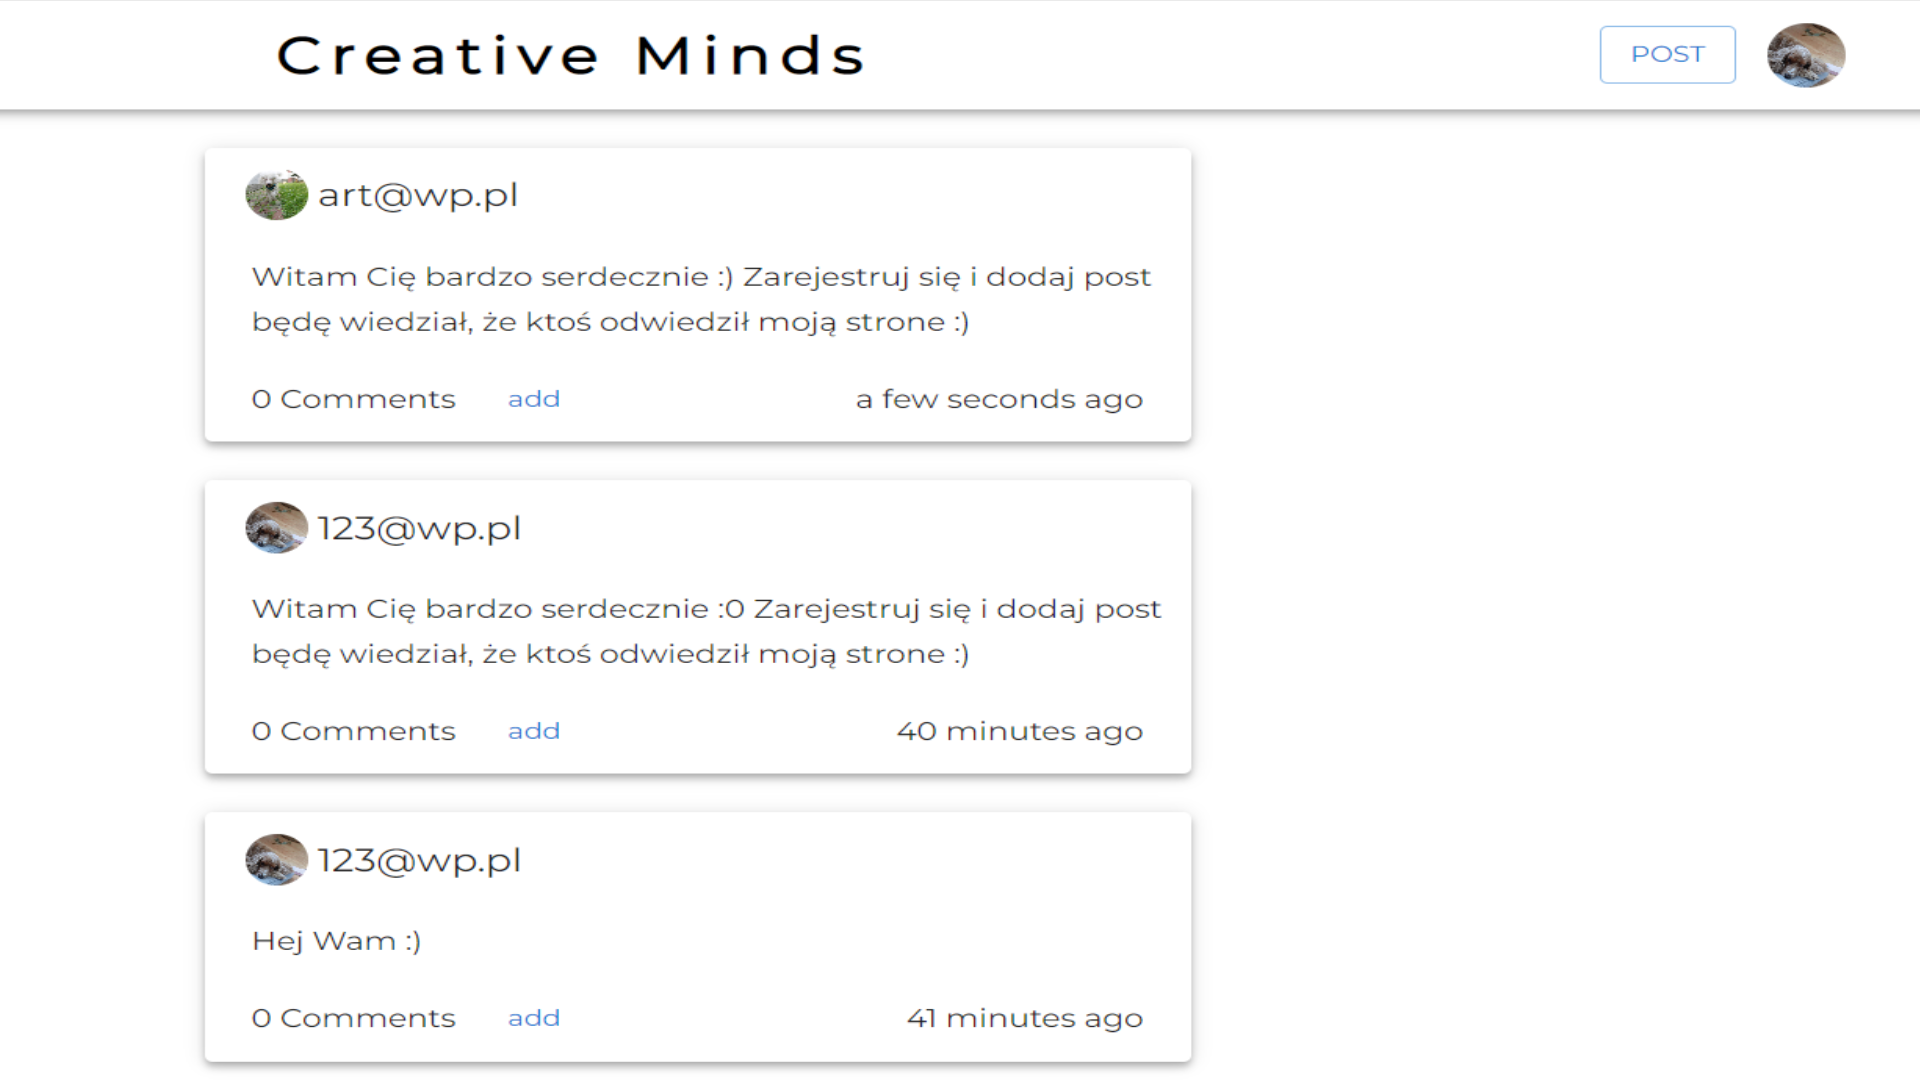 Creative Minds
POST
art@wp.pl
Witam Cię bardzo serdecznie :) Zarejestruj się i dodaj post
będę wiedział, że ktoś odwiedził moją strone :)
0 Comments add a few seconds ago
123@wp.pl
Witam Cię bardzo serdecznie :0 Zarejestruj się i dodaj post
będę wiedział, że ktoś odwiedził moją strone :)
0 Comments add 40 minutes ago
123@wp.pl
Hej Wam :)
0 Comments add 41 minutes ago